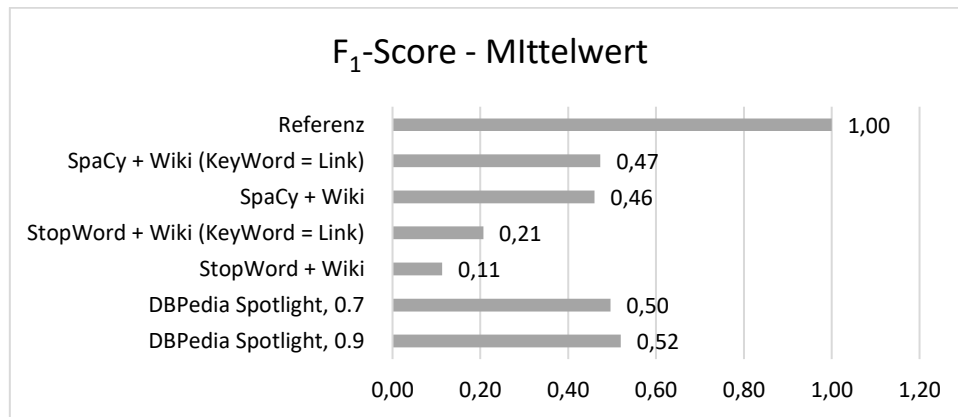 F₁-Score - MIttelwert
Referenz 1,00
SpaCy + Wiki (KeyWord = Link) 0,47
SpaCy + Wiki 0,46
StopWord + Wiki (KeyWord = Link) 0,21
StopWord + Wiki 0,11
DBPedia Spotlight, 0.7 0,50
DBPedia Spotlight, 0.9 0,52
0,00 0,20 0,40 0,60 0,80 1,00 1,20